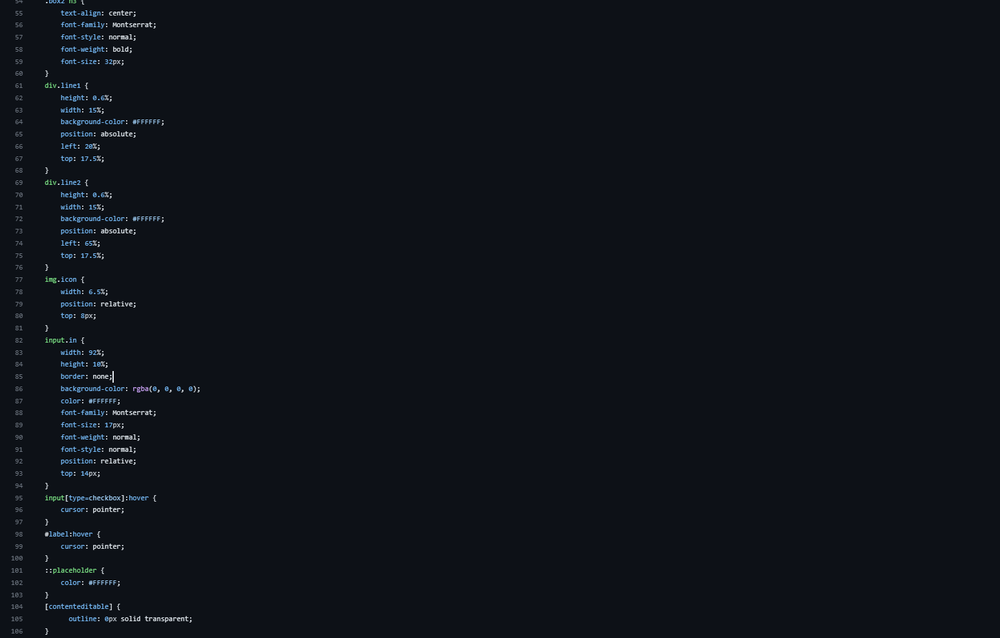 54 .box2 h3 {
55 text-align: center;
56 font-family: Montserrat;
57 font-style: normal;
58 font-weight: bold;
59 font-size: 32px;
60 }
61 div.line1 {
62 height: 0.6%;
63 width: 15%;
64 background-color: #FFFFFF;
65 position: absolute;
66 left: 20%;
67 top: 17.5%;
68 }
69 div.line2 {
70 height: 0.6%;
71 width: 15%;
72 background-color: #FFFFFF;
73 position: absolute;
74 left: 65%;
75 top: 17.5%;
76 }
77 img.icon {
78 width: 6.5%;
79 position: relative;
80 top: 8px;
81 }
82 input.in {
83 width: 92%;
84 height: 10%;
85 border: none;
86 background-color: rgba(0, 0, 0, 0);
87 color: #FFFFFF;
88 font-family: Montserrat;
89 font-size: 17px;
90 font-weight: normal;
91 font-style: normal;
92 position: relative;
93 top: 14px;
94 }
95 input[type=checkbox]:hover {
96 cursor: pointer;
97 }
98 #label:hover {
99 cursor: pointer;
100 }
101 ::placeholder {
102 color: #FFFFFF;
103 }
104 [contenteditable] {
105 outline: 0px solid transparent;
106 }